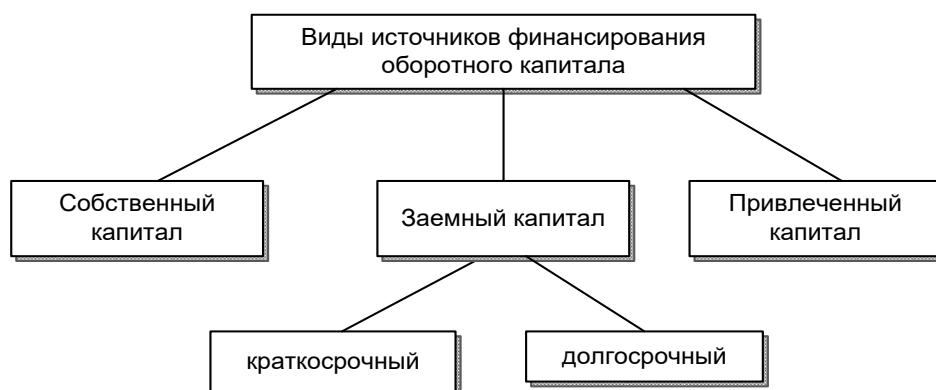 Виды источников финансирования
оборотного капитала
Собственный
капитал
Заемный капитал
Привлеченный
капитал
краткосрочный
долгосрочный